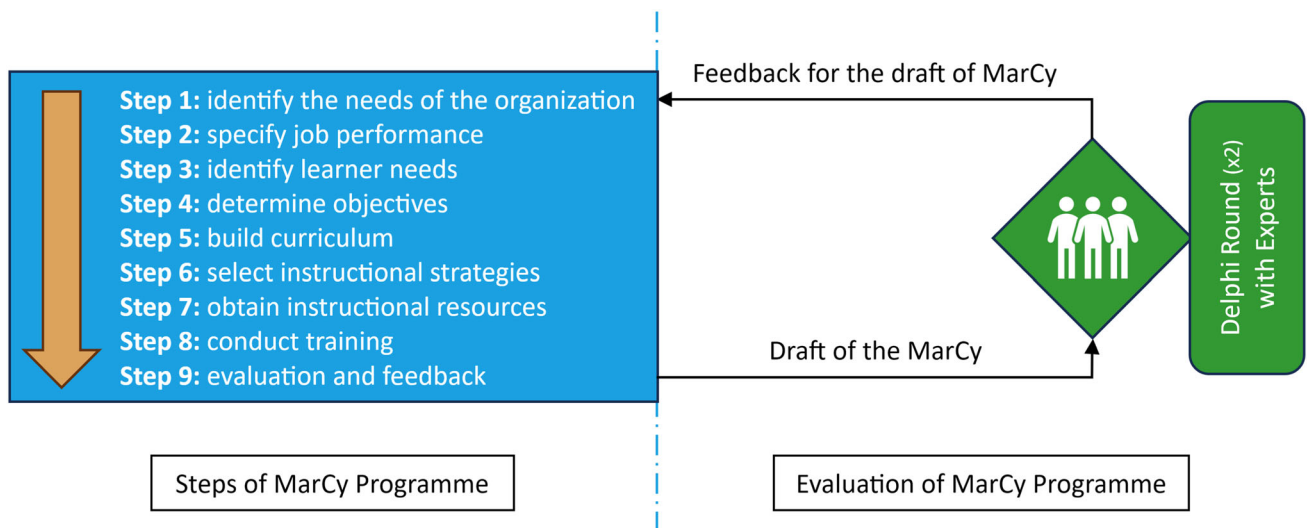 Step 1: identify the needs of the organization
Step 2: specify job performance
Step 3: identify learner needs
Step 4: determine objectives
Step 5: build curriculum
Step 6: select instructional strategies
Step 7: obtain instructional resources
Step 8: conduct training
Step 9: evaluation and feedback
Feedback for the draft of MarCy
Draft of the MarCy
Delphi Round (x2)
with Experts
Steps of MarCy Programme
Evaluation of MarCy Programme